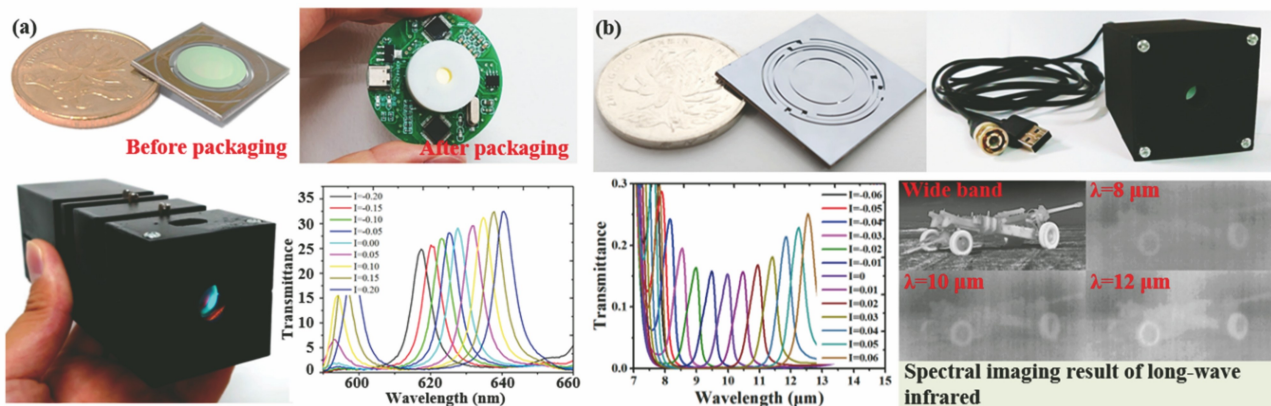 (a)
Before packaging
After packaging
35
30
25
20
15
10
5
0
Transmittance
I=-0.20
I=-0.15
I=-0.10
I=-0.05
I=0.00
I=0.05
I=0.10
I=0.15
I=0.20
600 620 640 660
Wavelength (nm)
(b)
0.3
0.2
0.1
0.0
Transmittance
I=-0.06
I=-0.05
I=-0.04
I=-0.03
I=-0.02
I=-0.01
I=0
I=0.01
I=0.02
I=0.03
I=0.04
I=0.05
I=0.06
7 8 9 10 11 12 13 14 15
Wavelength (μm)
Wide band
λ=8 μm
λ=10 μm
λ=12 μm
Spectral imaging result of long-wave
infrared